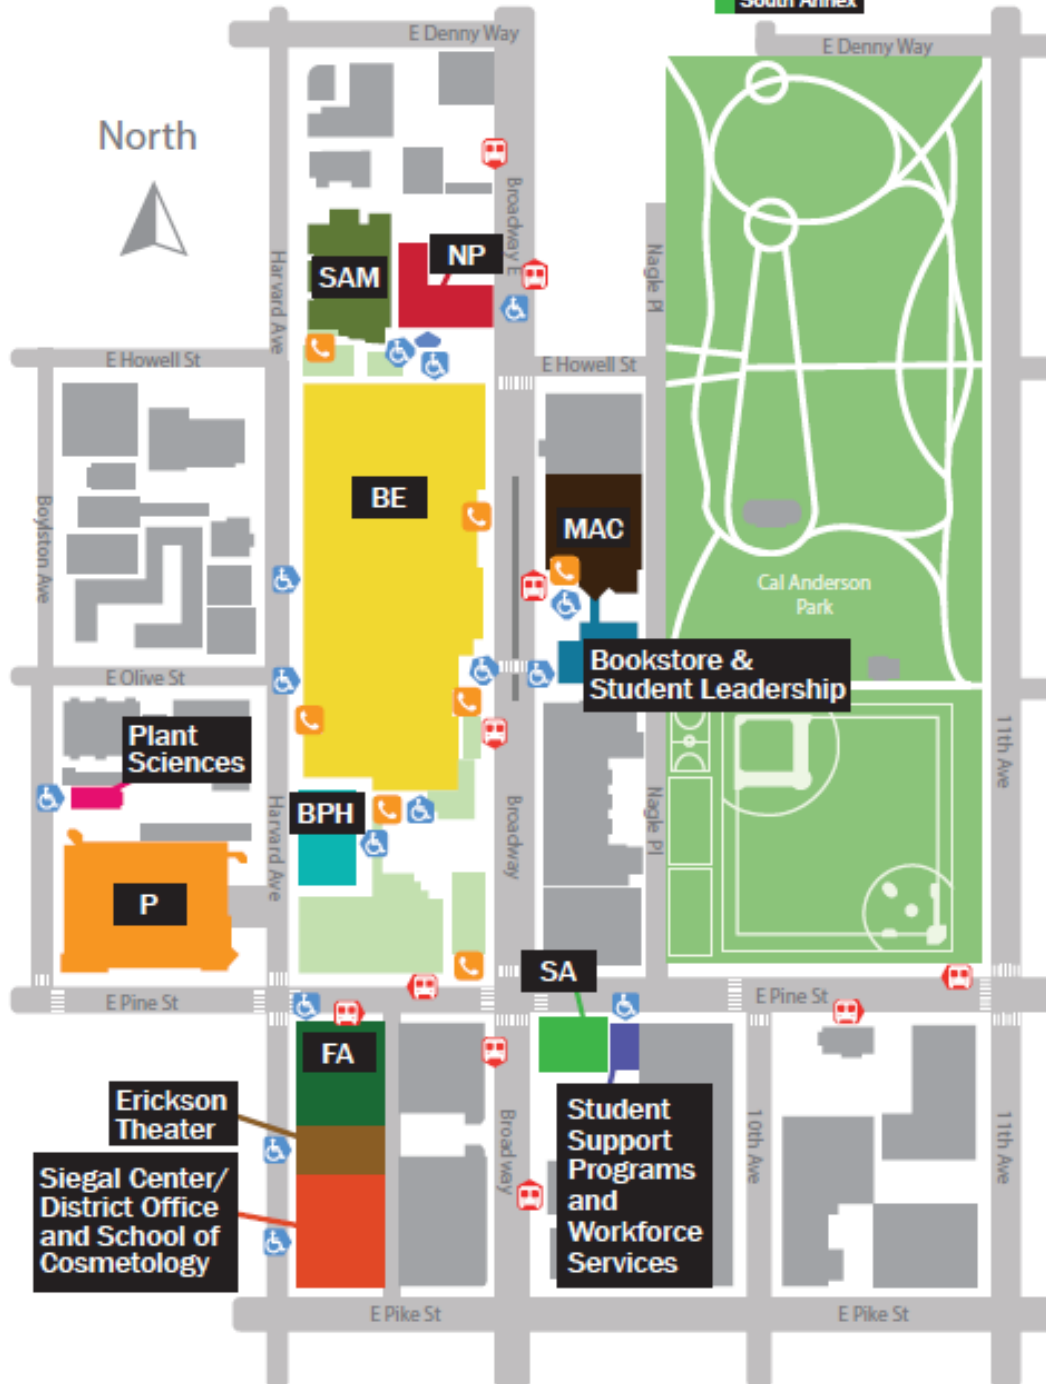 South Annex
E Denny Way
E Denny Way
North
Broadway E
NP
SAM
Harvard Ave
Nagle Pl
E Howell St
E Howell St
BE
Boylston Ave
MAC
Cal Anderson
Park
Bookstore &
Student Leadership
E Olive St
Plant
Sciences
11th Ave
BPH
Harvard Ave
Broadway
Nagle Pl
P
SA
E Pine St
E Pine St
FA
Erickson
Theater
Student
Support
Programs
and
Workforce
Services
Broadway
10th Ave
11th Ave
Siegal Center/
District Office
and School of
Cosmetology
E Pike St
E Pike St